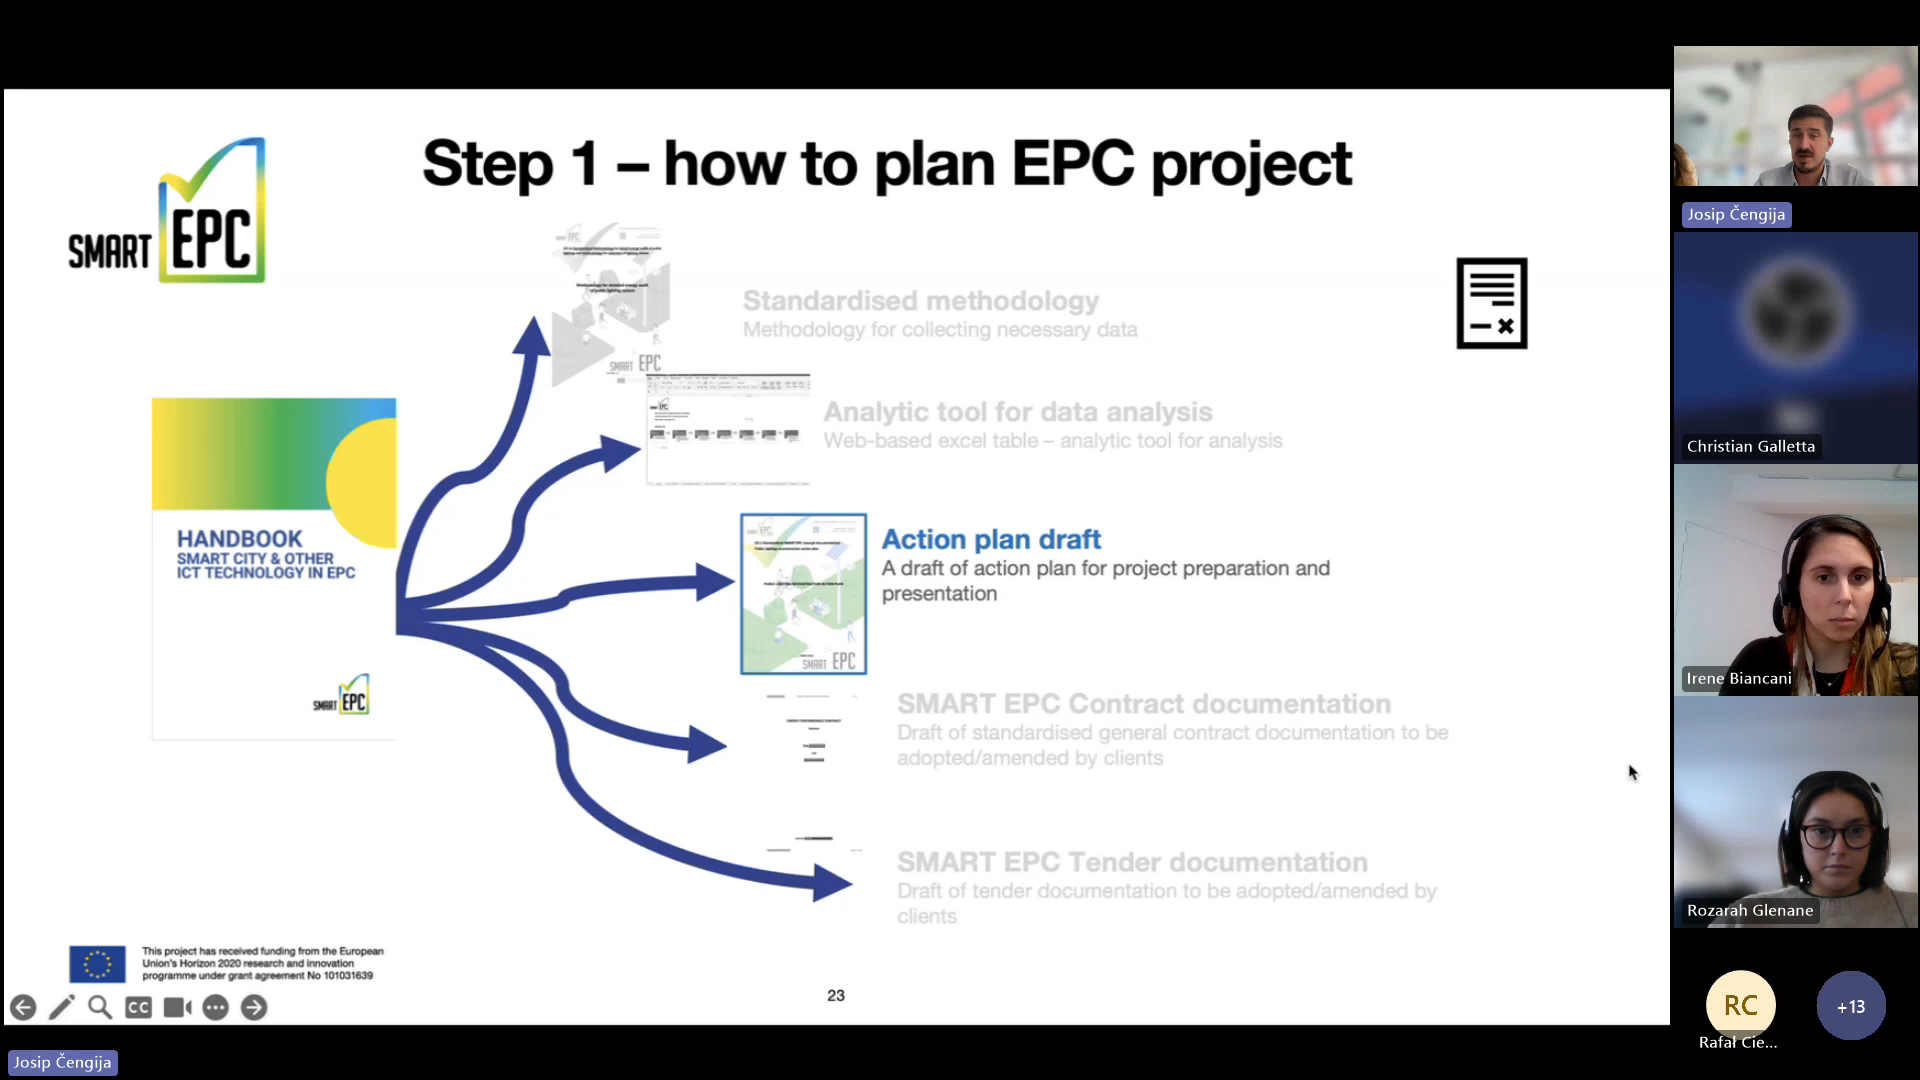 Step 1 – how to plan EPC project
SMART EPC
Standardised methodology
Methodology for collecting necessary data
SMART EPC
Analytic tool for data analysis
Web-based excel table – analytic tool for analysis
HANDBOOK
SMART CITY & OTHER
ICT TECHNOLOGY IN EPC
SMART EPC
Action plan draft
A draft of action plan for project preparation and
presentation
SMART EPC
SMART EPC Contract documentation
Draft of standardised general contract documentation to be
adopted/amended by clients
SMART EPC Tender documentation
Draft of tender documentation to be adopted/amended by
clients
This project has received funding from the European
Union's Horizon 2020 research and innovation
programme under grant agreement No 101031639
23
CC
Josip Čengija
Josip Čengija
Christian Galletta
Irene Biancani
Rozarah Glenane
RC
Rafał Cie...
+13